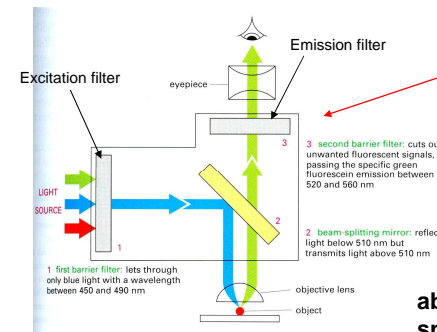 Emission filter
Excitation filter
eyepiece
3
3 second barrier filter: cuts ou
unwanted fluorescent signals,
passing the specific green
fluorescein emission between
520 and 560 nm
LIGHT
SOURCE
2
1
2 beam-splitting mirror: reflec
light below 510 nm but
transmits light above 510 nm
1 first barrier filter: lets through
only blue light with a wavelength
between 450 and 490 nm
objective lens
object